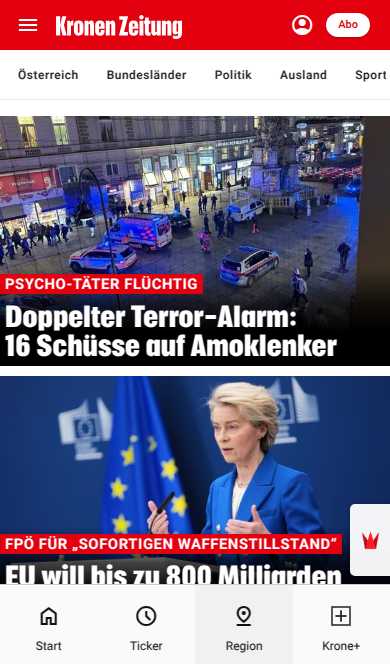 Kronen Zeitung
Abo
Österreich Bundesländer Politik Ausland Sport
PSYCHO-TÄTER FLÜCHTIG
Doppelter Terror-Alarm:
16 Schüsse auf Amoklenker
FPÖ FÜR „SOFORTIGEN WAFFENSTILLSTAND“
EU will bis zu 800 Milliarden
Start Ticker Region Krone+